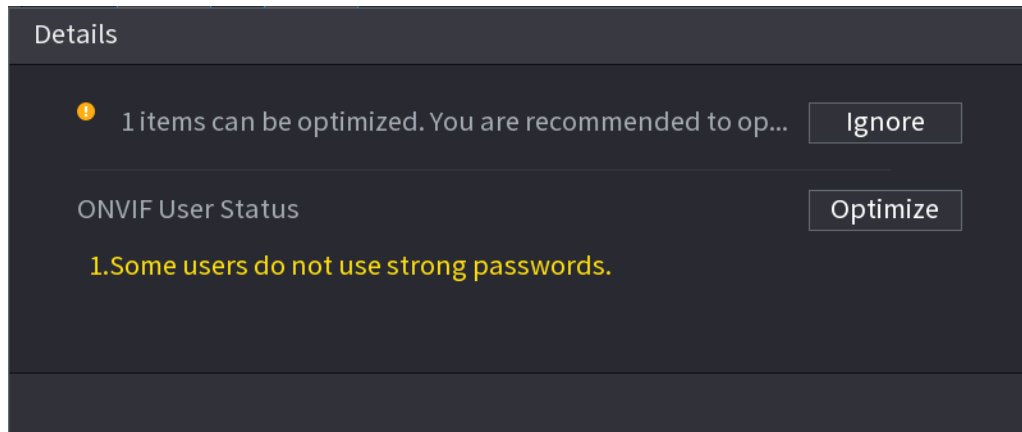 Details
1 items can be optimized. You are recommended to op... Ignore
ONVIF User Status Optimize
1.Some users do not use strong passwords.